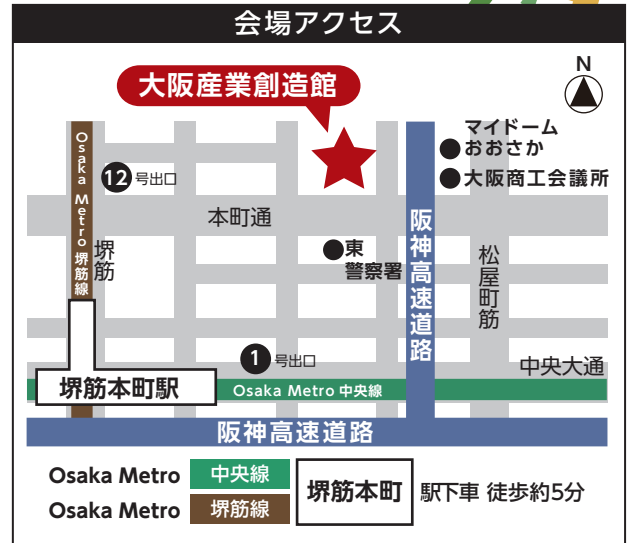 会場アクセス
大阪産業創造館
N
マイドーム
おおさか
大阪商工会議所
Osaka Metro 堺筋線
12号出口
堺筋
本町通
東
警察署
阪神高速道路
松屋町筋
1号出口
中央大通
堺筋本町駅
Osaka Metro 中央線
阪神高速道路
Osaka Metro 中央線
Osaka Metro 堺筋線
堺筋本町 駅下車 徒歩約5分